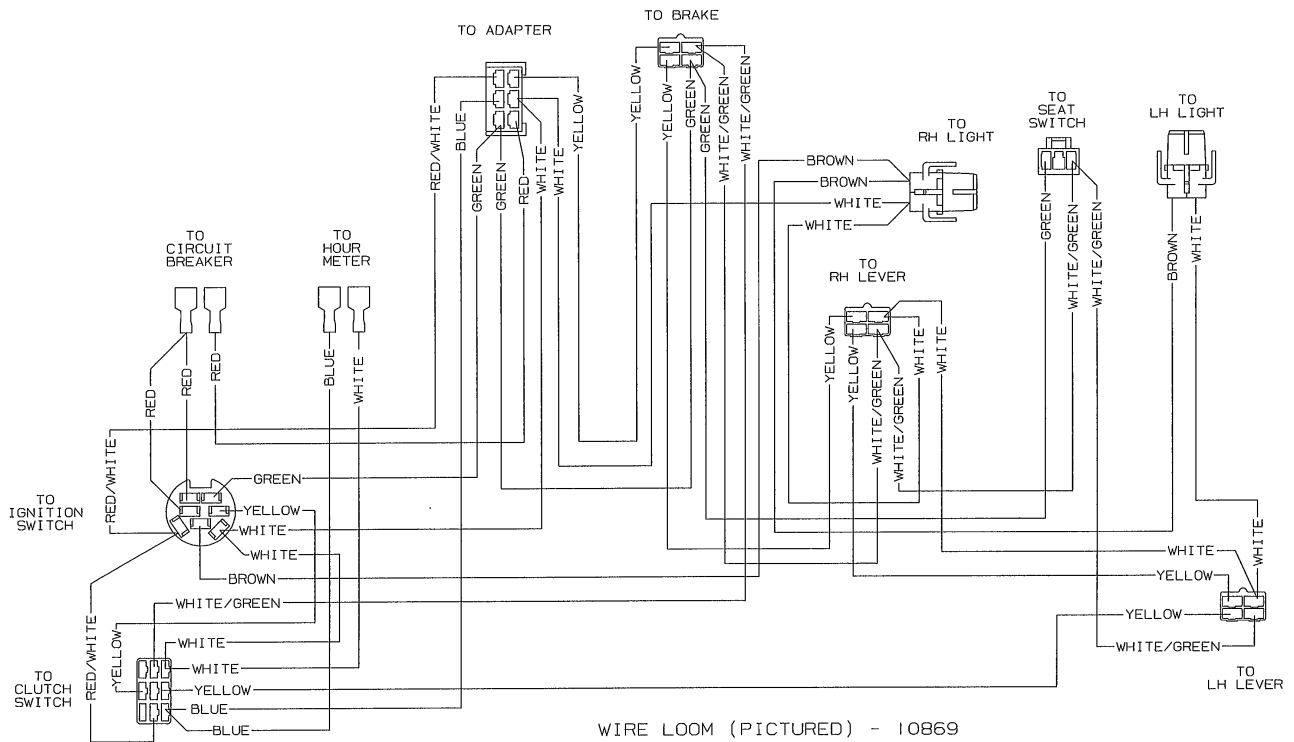 TO BRAKE
TO ADAPTER
TO
SEAT
SWITCH
TO
LH LIGHT
TO
RH LIGHT
TO
RH LEVER
TO
CIRCUIT
BREAKER
TO
HOUR
METER
TO
IGNITION
SWITCH
TO
CLUTCH
SWITCH
TO
LH LEVER
RED/WHITE
BLUE
GREEN
GREEN
RED
WHITE
WHITE
YELLOW
YELLOW
YELLOW
GREEN
GREEN
WHITE/GREEN
WHITE/GREEN
BROWN
BROWN
WHITE
WHITE
GREEN
WHITE/GREEN
WHITE/GREEN
BROWN
WHITE
YELLOW
YELLOW
WHITE/GREEN
WHITE/GREEN
WHITE
WHITE
RED
RED
RED
BLUE
WHITE
RED/WHITE
GREEN
YELLOW
WHITE
WHITE
BROWN
WHITE/GREEN
RED/WHITE
YELLOW
WHITE
WHITE
YELLOW
BLUE
BLUE
WHITE
WHITE
YELLOW
YELLOW
WHITE/GREEN
WIRE LOOM (PICTURED) - 10869